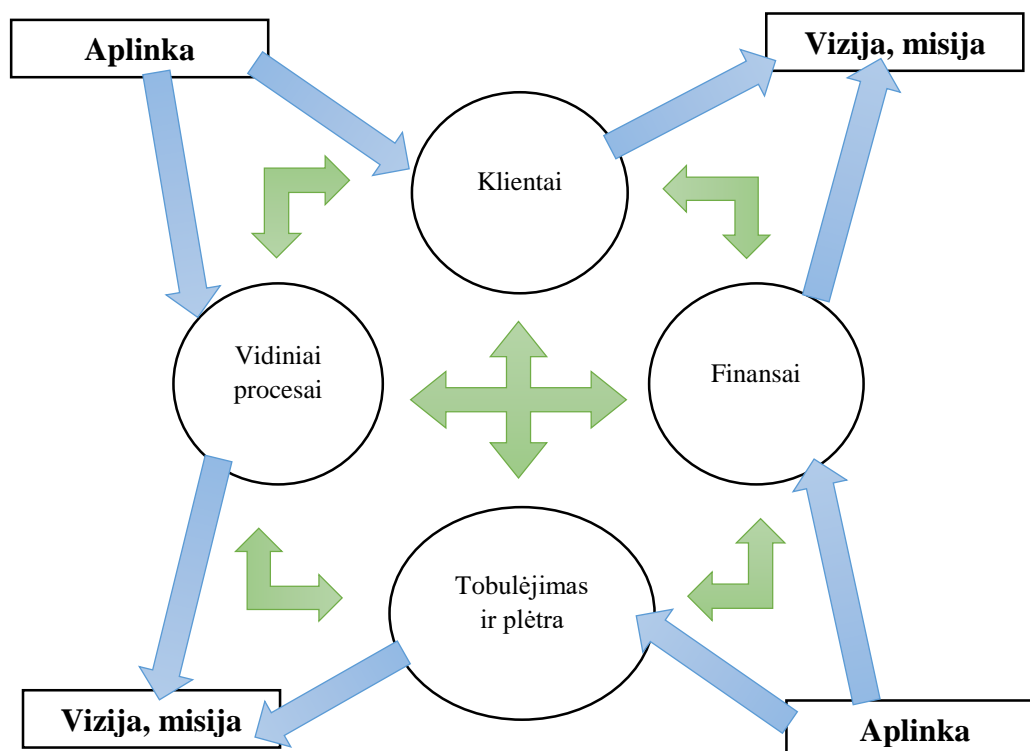 Aplinka
Vizija, misija
Klientai
Vidiniai
procesai
Finansai
Tobulėjimas
ir plėtra
Vizija, misija
Aplinka